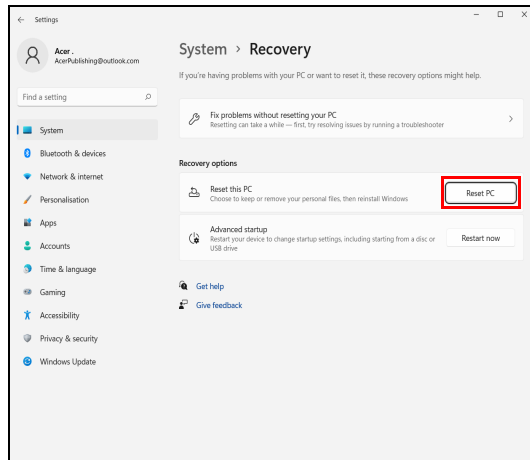 Settings
Acer .
AcerPublishing@outlook.com
Find a setting
System
Bluetooth & devices
Network & internet
Personalisation
Apps
Accounts
Time & language
Gaming
Accessibility
Privacy & security
Windows Update
System > Recovery
If you're having problems with your PC or want to reset it, these recovery options might help.
Fix problems without resetting your PC
Resetting can take a while — first, try resolving issues by running a troubleshooter
Recovery options
Reset this PC
Choose to keep or remove your personal files, then reinstall Windows
Reset PC
Advanced startup
Restart your device to change startup settings, including starting from a disc or
USB drive
Restart now
Get help
Give feedback